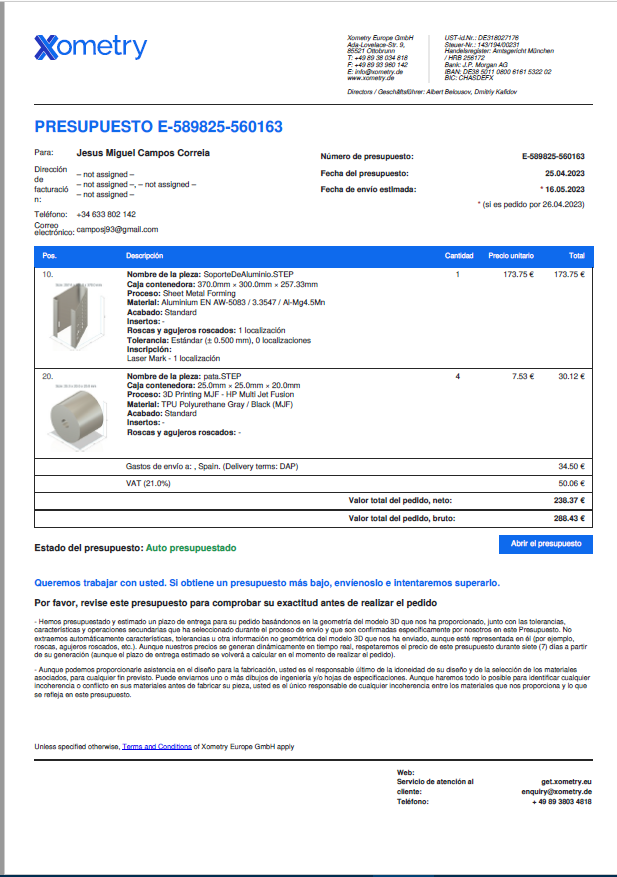 Xometry
Xometry Europe GmbH
Ada-Lovelace-Str. 9,
85521 Ottobrunn
T: +49 89 38 034 818
F: +49 89 93 960 142
E: info@xometry.de
www.xometry.de
UST-id.Nr.: DE318027176
Steuer-Nr.: 143/194/00231
Handelsregister: Amtsgericht München
/ HRB 256172
Bank: J.P. Morgan AG
IBAN: DE38 5011 0800 6161 5322 02
BIC: CHASDEFX
Directors / Geschäftsführer: Albert Belousov, Dmitriy Kafidov
PRESUPUESTO E-589825-560163
Para: Jesus Miguel Campos Correia
Dirección
de
facturació
n:
– not assigned –
– not assigned –, – not assigned –
– not assigned –
Teléfono: +34 633 802 142
Correo
electrónico: camposj93@gmail.com
Número de presupuesto: E-589825-560163
Fecha del presupuesto: 25.04.2023
Fecha de envío estimada: * 16.05.2023
* (si es pedido por 26.04.2023)
Pos. Descripción Cantidad Precio unitario Total
10. Nombre de la pieza: SoporteDeAluminio.STEP 1 173.75 € 173.75 €
Caja contenedora: 370.0mm × 300.0mm × 257.33mm
Proceso: Sheet Metal Forming
Material: Aluminium EN AW-5083 / 3.3547 / Al-Mg4.5Mn
Acabado: Standard
Insertos: -
Roscas y agujeros roscados: 1 localización
Tolerancia: Estándar (± 0.500 mm), 0 localizaciones
Inscripción:
Laser Mark - 1 localización
20. Nombre de la pieza: pata.STEP 4 7.53 € 30.12 €
Caja contenedora: 25.0mm × 25.0mm × 20.0mm
Proceso: 3D Printing MJF - HP Multi Jet Fusion
Material: TPU Polyurethane Gray / Black (MJF)
Acabado: Standard
Insertos: -
Roscas y agujeros roscados: -
Gastos de envío a: , Spain. (Delivery terms: DAP) 34.50 €
VAT (21.0%) 50.06 €
Valor total del pedido, neto: 238.37 €
Valor total del pedido, bruto: 288.43 €
Estado del presupuesto: Auto presupuestado
Abrir el presupuesto
Queremos trabajar con usted. Si obtiene un presupuesto más bajo, envíenoslo e intentaremos superarlo.
Por favor, revise este presupuesto para comprobar su exactitud antes de realizar el pedido
- Hemos presupuestado y estimado un plazo de entrega para su pedido basándonos en la geometría del modelo 3D que nos ha proporcionado, junto con las tolerancias,
características y operaciones secundarias que ha seleccionado durante el proceso de envío y que son confirmadas específicamente por nosotros en este Presupuesto. No
extraemos automáticamente características, tolerancias u otra información no geométrica del modelo 3D que nos ha enviado, aunque esté representada en él (por ejemplo,
roscas, agujeros roscados, etc.). Aunque nuestros precios se generan dinámicamente en tiempo real, respetaremos el precio de este presupuesto durante siete (7) días a partir
de su generación (aunque el plazo de entrega estimado se volverá a calcular en el momento de realizar el pedido).
- Aunque podemos proporcionarle asistencia en el diseño para la fabricación, usted es el responsable último de la idoneidad de su diseño y de la selección de los materiales
asociados, para cualquier fin previsto. Puede enviarnos uno o más dibujos de ingeniería y/o hojas de especificaciones. Aunque haremos todo lo posible para identificar cualquier
incoherencia o conflicto en sus materiales antes de fabricar su pieza, usted es el único responsable de cualquier incoherencia entre los materiales que nos proporciona y lo que
se refleja en este presupuesto.
Unless specified otherwise, Terms and Conditions of Xometry Europe GmbH apply
Web: get.xometry.eu
Servicio de atención al
cliente: enquiry@xometry.de
Teléfono: + 49 89 3803 4818